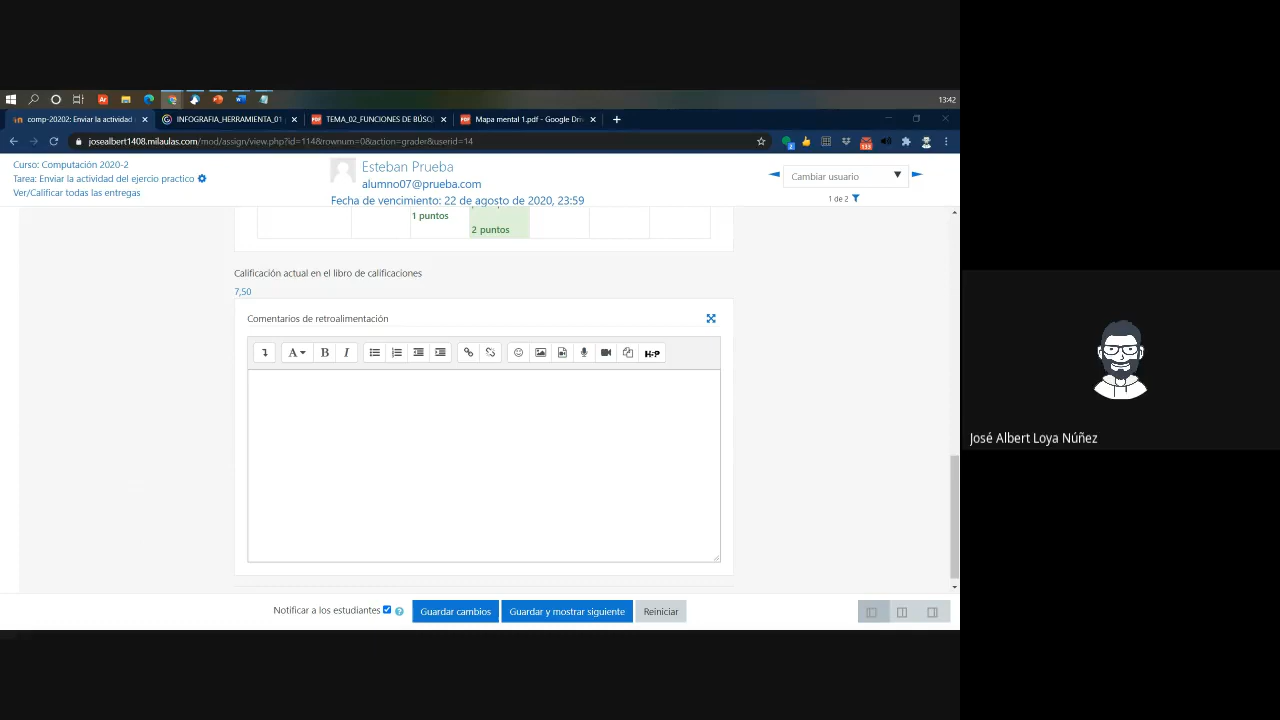 13:42
comp-20202: Enviar la actividad
INFOGRAFIA_HERRAMIENTA_01
TEMA_02_FUNCIONES DE BÚSQ
Mapa mental 1.pdf - Google Driv
josealbert1408.milaulas.com/mod/assign/view.php?id=114&rownum=0&action=grader&userid=14
Curso: Computación 2020-2
Tarea: Enviar la actividad del ejercio practico
Ver/Calificar todas las entregas
Esteban Prueba
alumno07@prueba.com
Fecha de vencimiento: 22 de agosto de 2020, 23:59
Cambiar usuario
1 de 2
1 puntos
2 puntos
Calificación actual en el libro de calificaciones
7,50
Comentarios de retroalimentación
A B I
H-P
Notificar a los estudiantes
Guardar cambios
Guardar y mostrar siguiente
Reiniciar
José Albert Loya Núñez